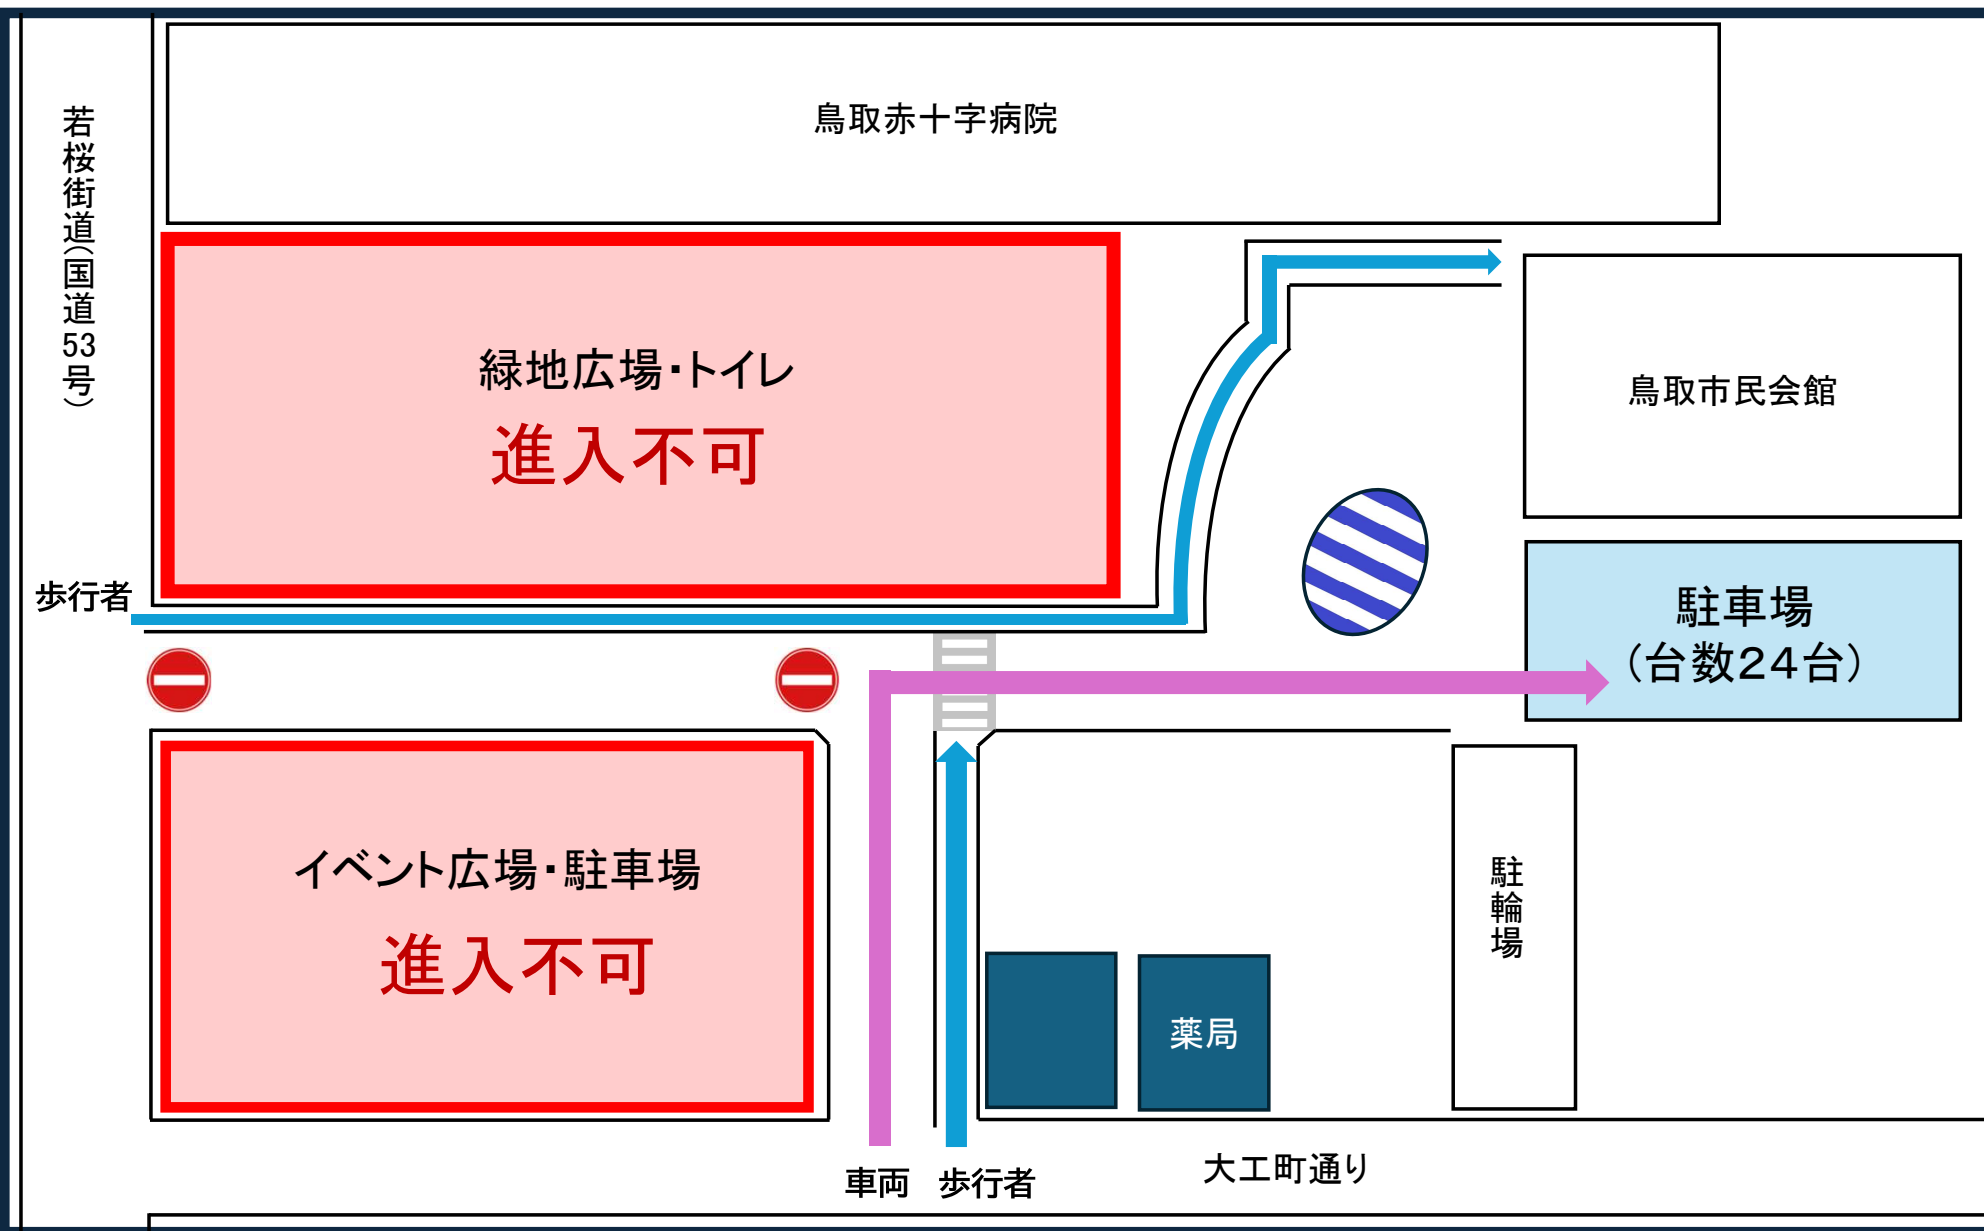 鳥取赤十字病院
若桜街道(国道53号)
緑地広場・トイレ
進入不可
鳥取市民会館
歩行者
駐車場
(台数24台)
イベント広場・駐車場
進入不可
駐輪場
薬局
車両
歩行者
大工町通り